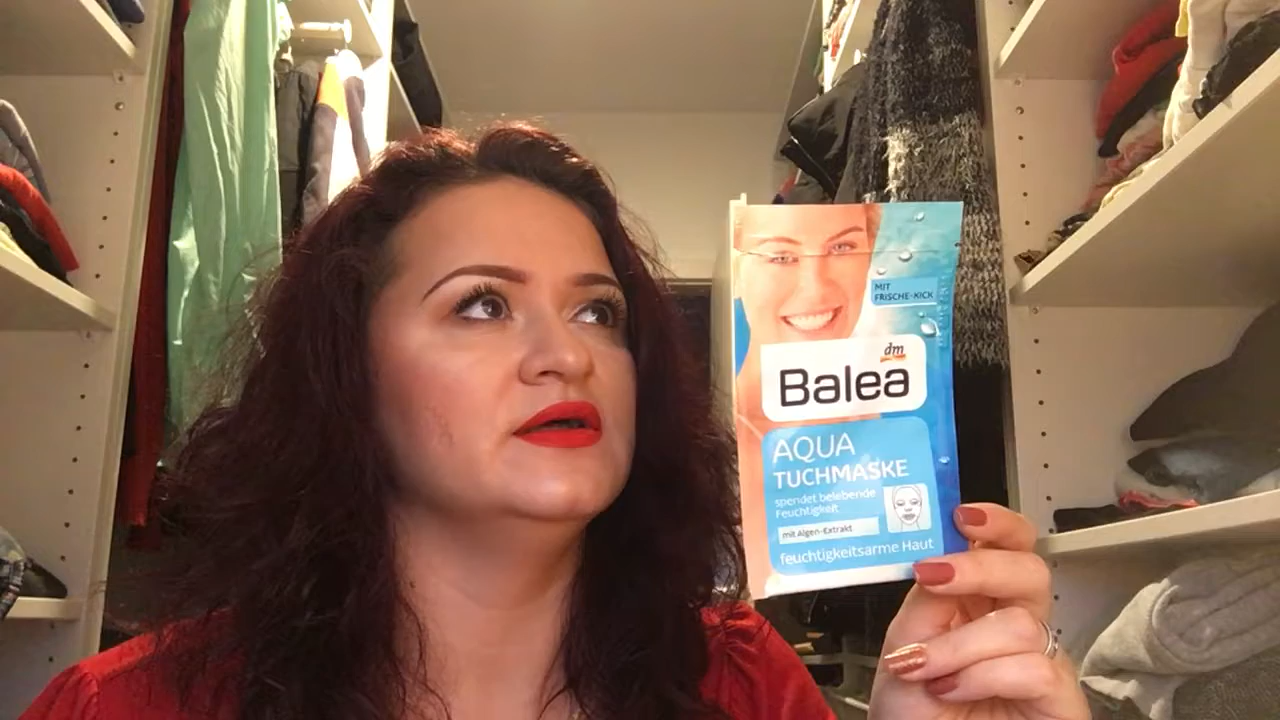 MIT
FRISCHE-KICK
dm
Balea
AQUA
TUCHMASKE
spendet belebende
Feuchtigkeit
mit Algen-Extrakt
feuchtigkeitsarme Haut